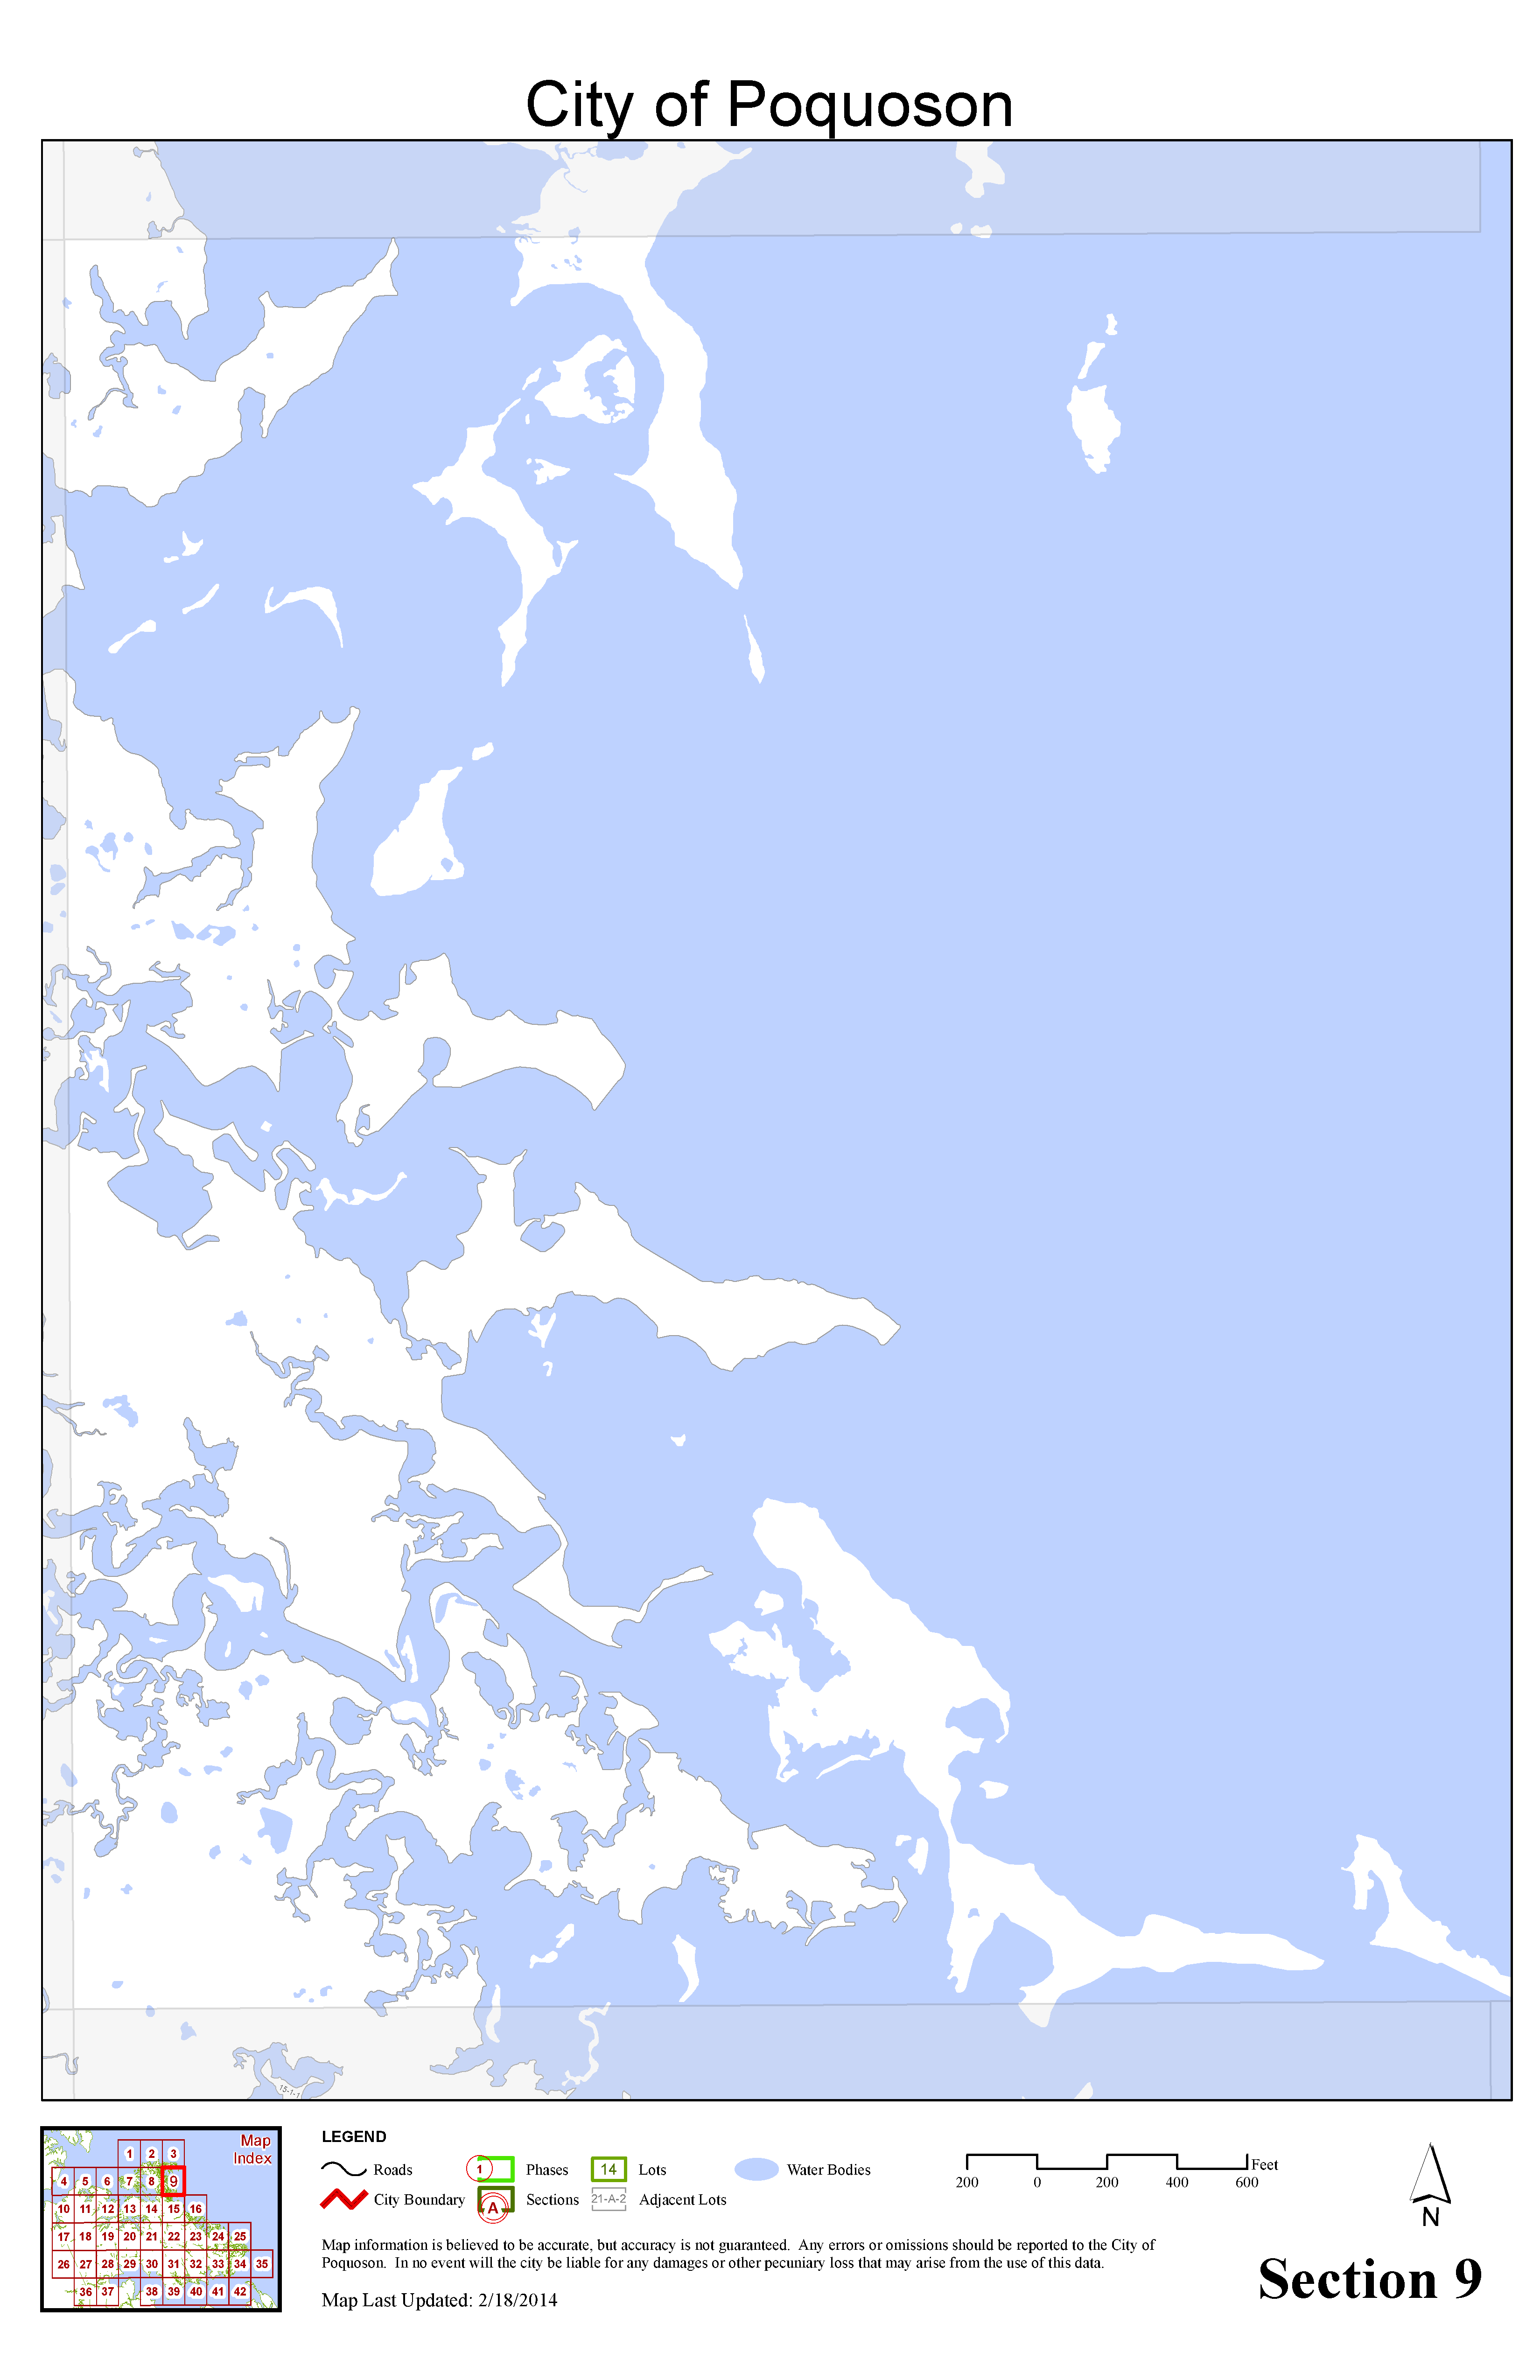 City of Poquoson
15-1-1
Map
Index
1 2 3
4 5 6 7 8 9
10 11 12 13 14 15 16
17 18 19 20 21 22 23 24 25
26 27 28 29 30 31 32 33 34 35
36 37 38 39 40 41 42
LEGEND
Roads
1 Phases
14 Lots
Water Bodies
City Boundary
A Sections
21-A-2 Adjacent Lots
Feet
200 0 200 400 600
N
Map information is believed to be accurate, but accuracy is not guaranteed. Any errors or omissions should be reported to the City of
Poquoson. In no event will the city be liable for any damages or other pecuniary loss that may arise from the use of this data.
Map Last Updated: 2/18/2014
Section 9